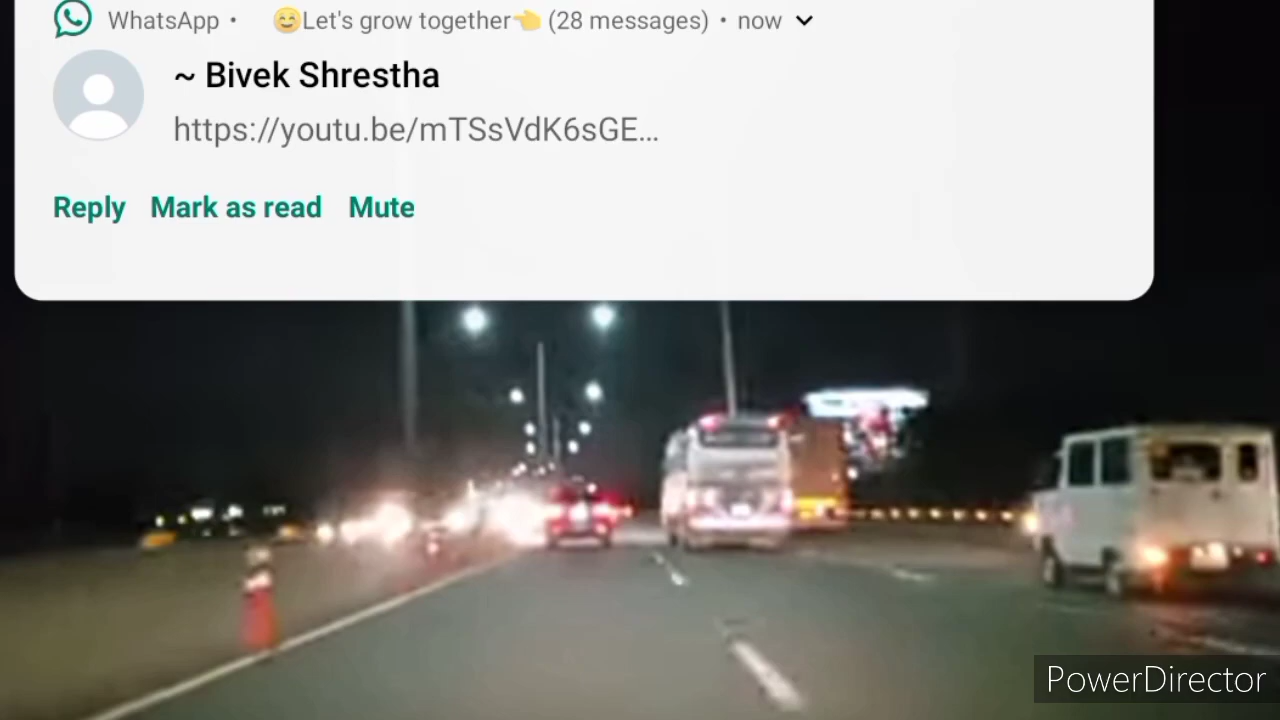 WhatsApp • 😊Let's grow together👈 (28 messages) • now
~ Bivek Shrestha
https://youtu.be/mTSsVdK6sGE...
Reply Mark as read Mute
PowerDirector